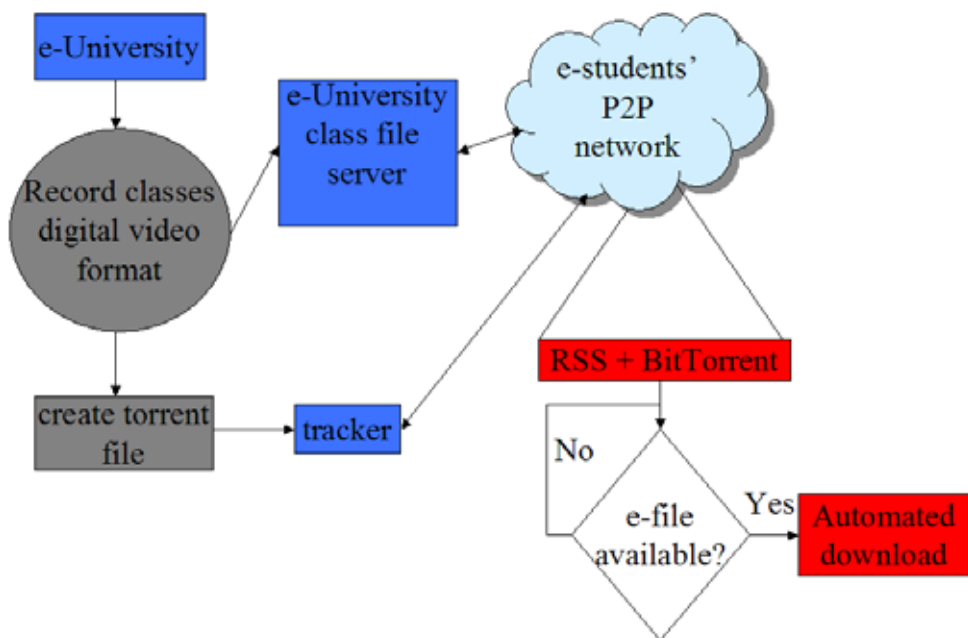 e-University
e-University
class file
server
e-students’
P2P
network
Record classes
digital video
format
create torrent
file
tracker
RSS + BitTorrent
No
e-file
available?
Yes
Automated
download